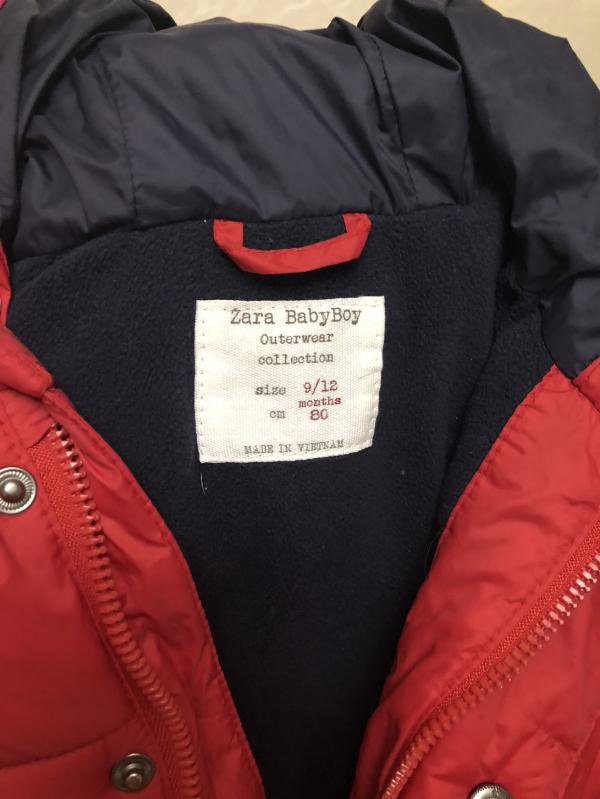 Zara BabyBoy
Outerwear
collection
size 9/12
months
cm 80
MADE IN VIETNAM